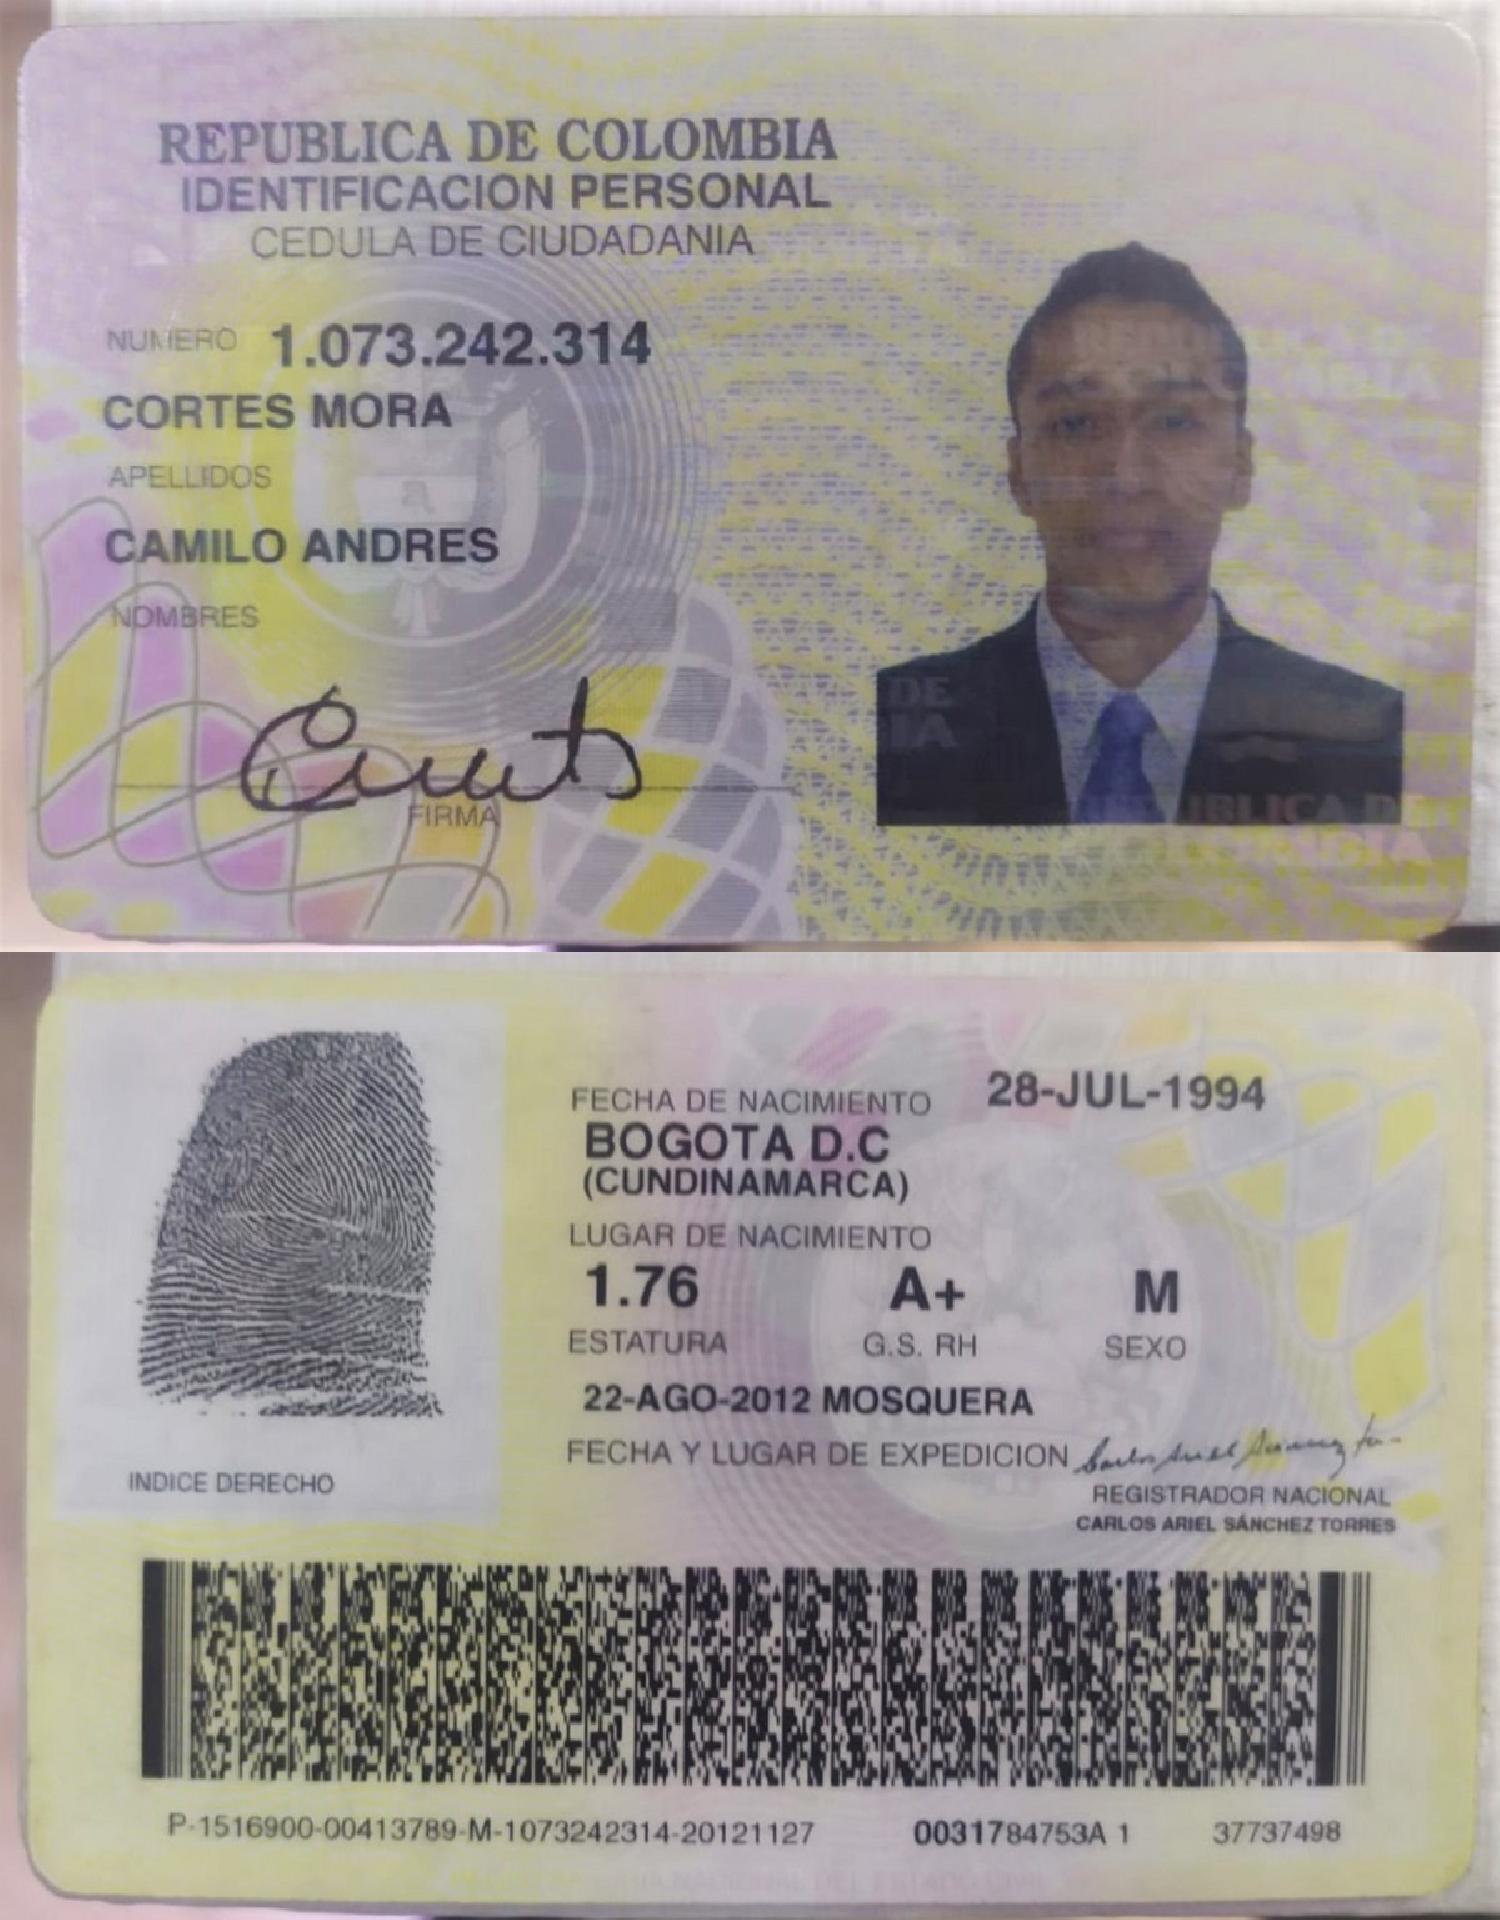 REPUBLICA DE COLOMBIA
IDENTIFICACION PERSONAL
CEDULA DE CIUDADANIA
NUMERO 1.073.242.314
CORTES MORA
APELLIDOS
CAMILO ANDRES
NOMBRES
FIRMA
FECHA DE NACIMIENTO 28-JUL-1994
BOGOTA D.C
(CUNDINAMARCA)
LUGAR DE NACIMIENTO
1.76 A+ M
ESTATURA G.S. RH SEXO
22-AGO-2012 MOSQUERA
FECHA Y LUGAR DE EXPEDICION
INDICE DERECHO
REGISTRADOR NACIONAL
CARLOS ARIEL SÁNCHEZ TORRES
P-1516900-00413789-M-1073242314-20121127 0031784753A 1 37737498